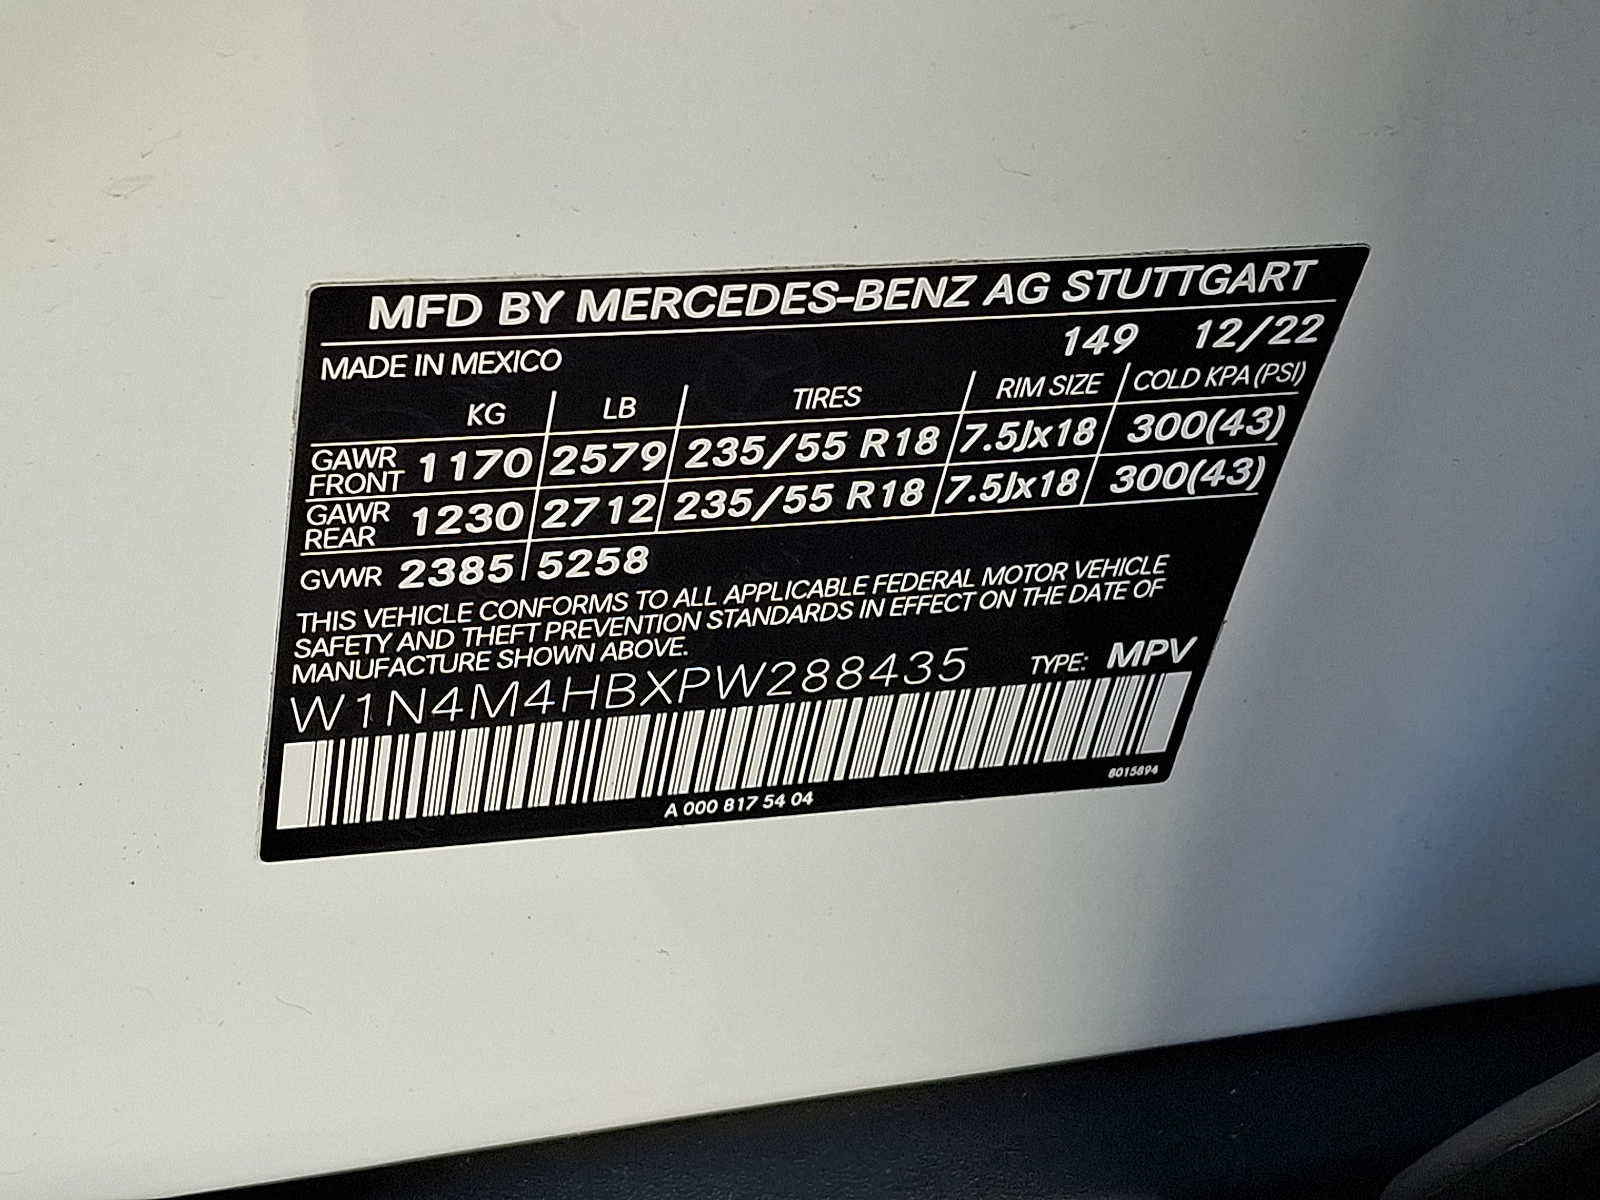 MFD BY MERCEDES-BENZ AG STUTTGART
MADE IN MEXICO 149 12/22
KG LB TIRES RIM SIZE COLD KPA (PSI)
GAWR FRONT 1170 2579 235/55 R18 7.5Jx18 300(43)
GAWR REAR 1230 2712 235/55 R18 7.5Jx18 300(43)
GVWR 2385 5258
THIS VEHICLE CONFORMS TO ALL APPLICABLE FEDERAL MOTOR VEHICLE
SAFETY AND THEFT PREVENTION STANDARDS IN EFFECT ON THE DATE OF
MANUFACTURE SHOWN ABOVE.
W1N4M4HBXPW288435 TYPE: MPV
A 000 817 54 04 8015894